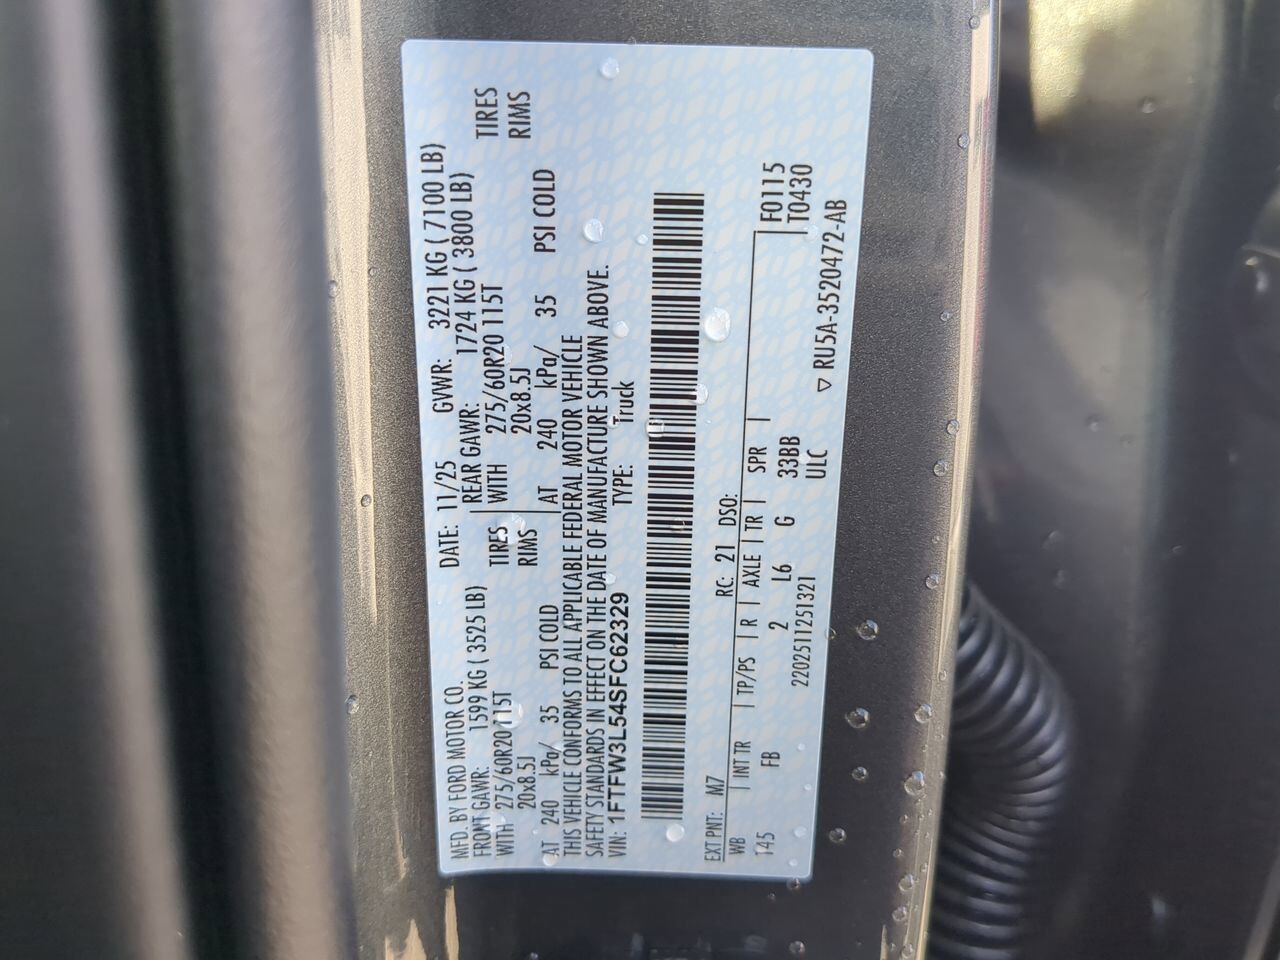 MFD. BY FORD MOTOR CO.
DATE: 11/25 GVWR: 3221 KG ( 7100 LB)
FRONT GAWR: 1599 KG ( 3525 LB) REAR GAWR: 1724 KG ( 3800 LB)
WITH 275/60R20 115T TIRES WITH 275/60R20 115T TIRES
20x8.5J RIMS 20x8.5J RIMS
AT 240 kPa/ 35 PSI COLD AT 240 kPa/ 35 PSI COLD
THIS VEHICLE CONFORMS TO ALL APPLICABLE FEDERAL MOTOR VEHICLE
SAFETY STANDARDS IN EFFECT ON THE DATE OF MANUFACTURE SHOWN ABOVE.
VIN: 1FTFW3L54SFC62329 TYPE: Truck
EXT PNT: M7 RC: 21 DSO:
WB INT TR TP/PS R AXLE TR SPR F0115
145 FB 2 L6 G 33BB T0430
2202511251321 ULC
RU5A-3520472-AB